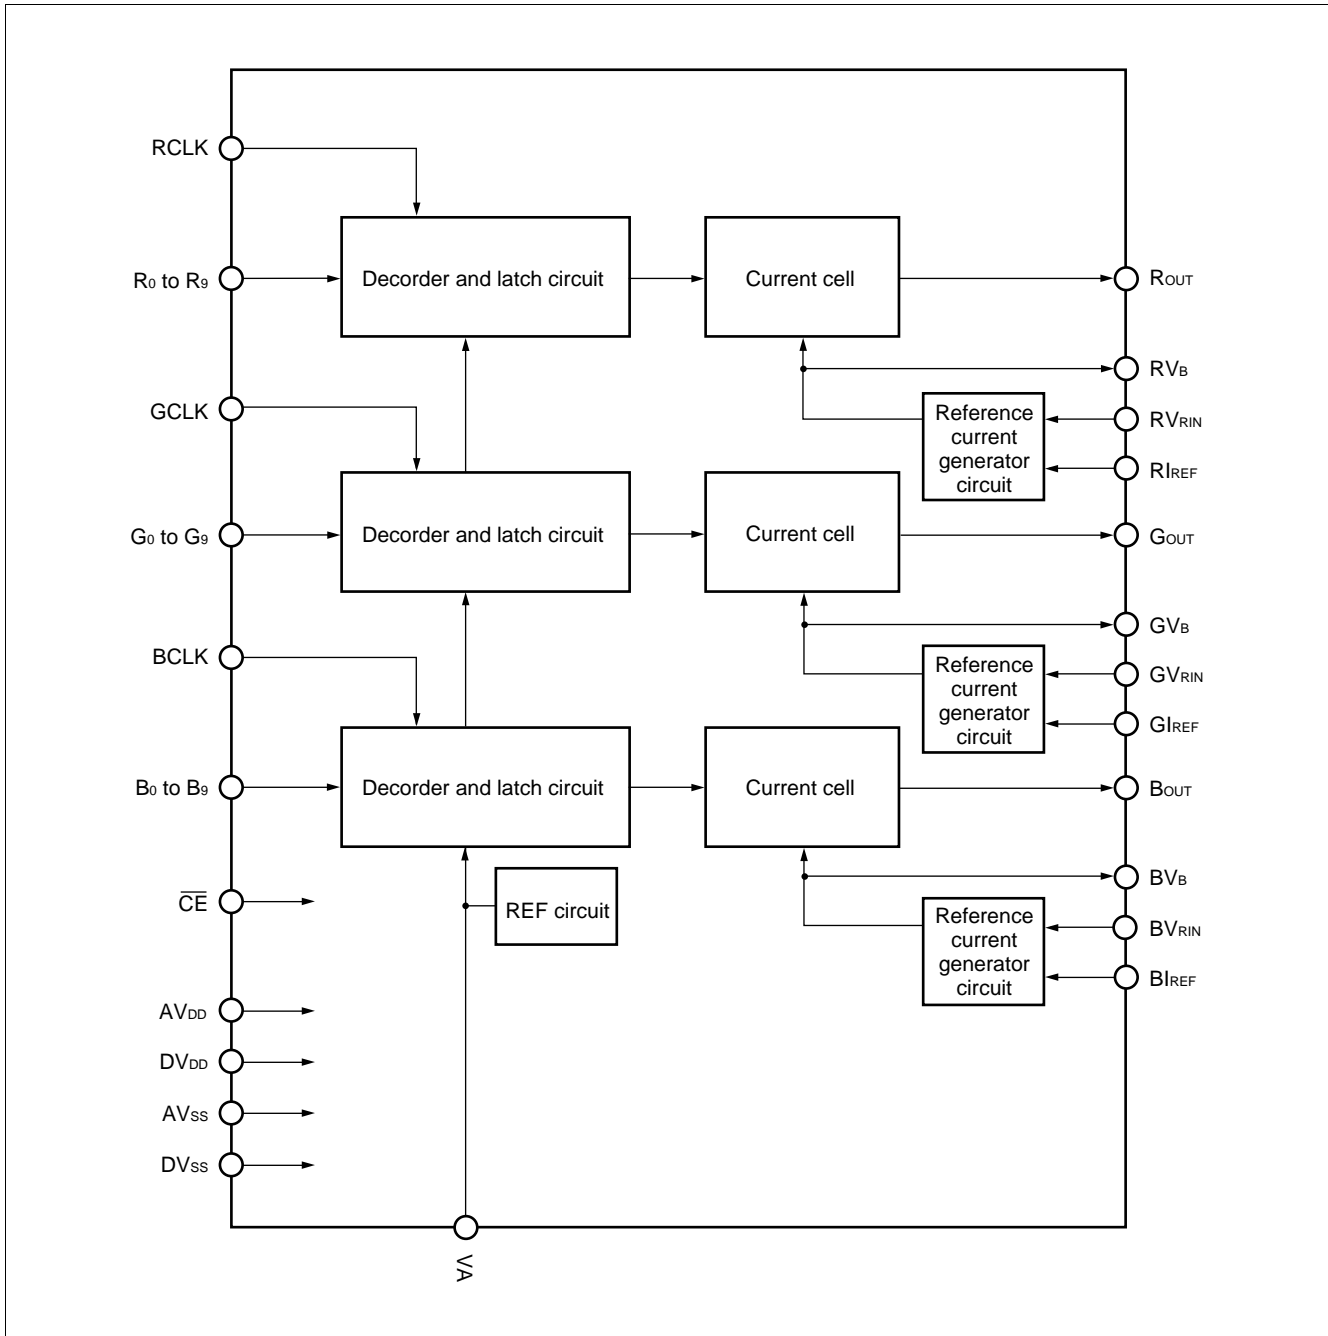 RCLK
R0 to R9
Decorder and latch circuit
Current cell
ROUT
RVB
GCLK
Reference
current
generator
circuit
RVRIN
RIREF
G0 to G9
Decorder and latch circuit
Current cell
GOUT
GVB
BCLK
Reference
current
generator
circuit
GVRIN
GIREF
B0 to B9
Decorder and latch circuit
Current cell
BOUT
BVB
CE
REF circuit
Reference
current
generator
circuit
BVRIN
BIREF
AVDD
DVDD
AVSS
DVSS
VA